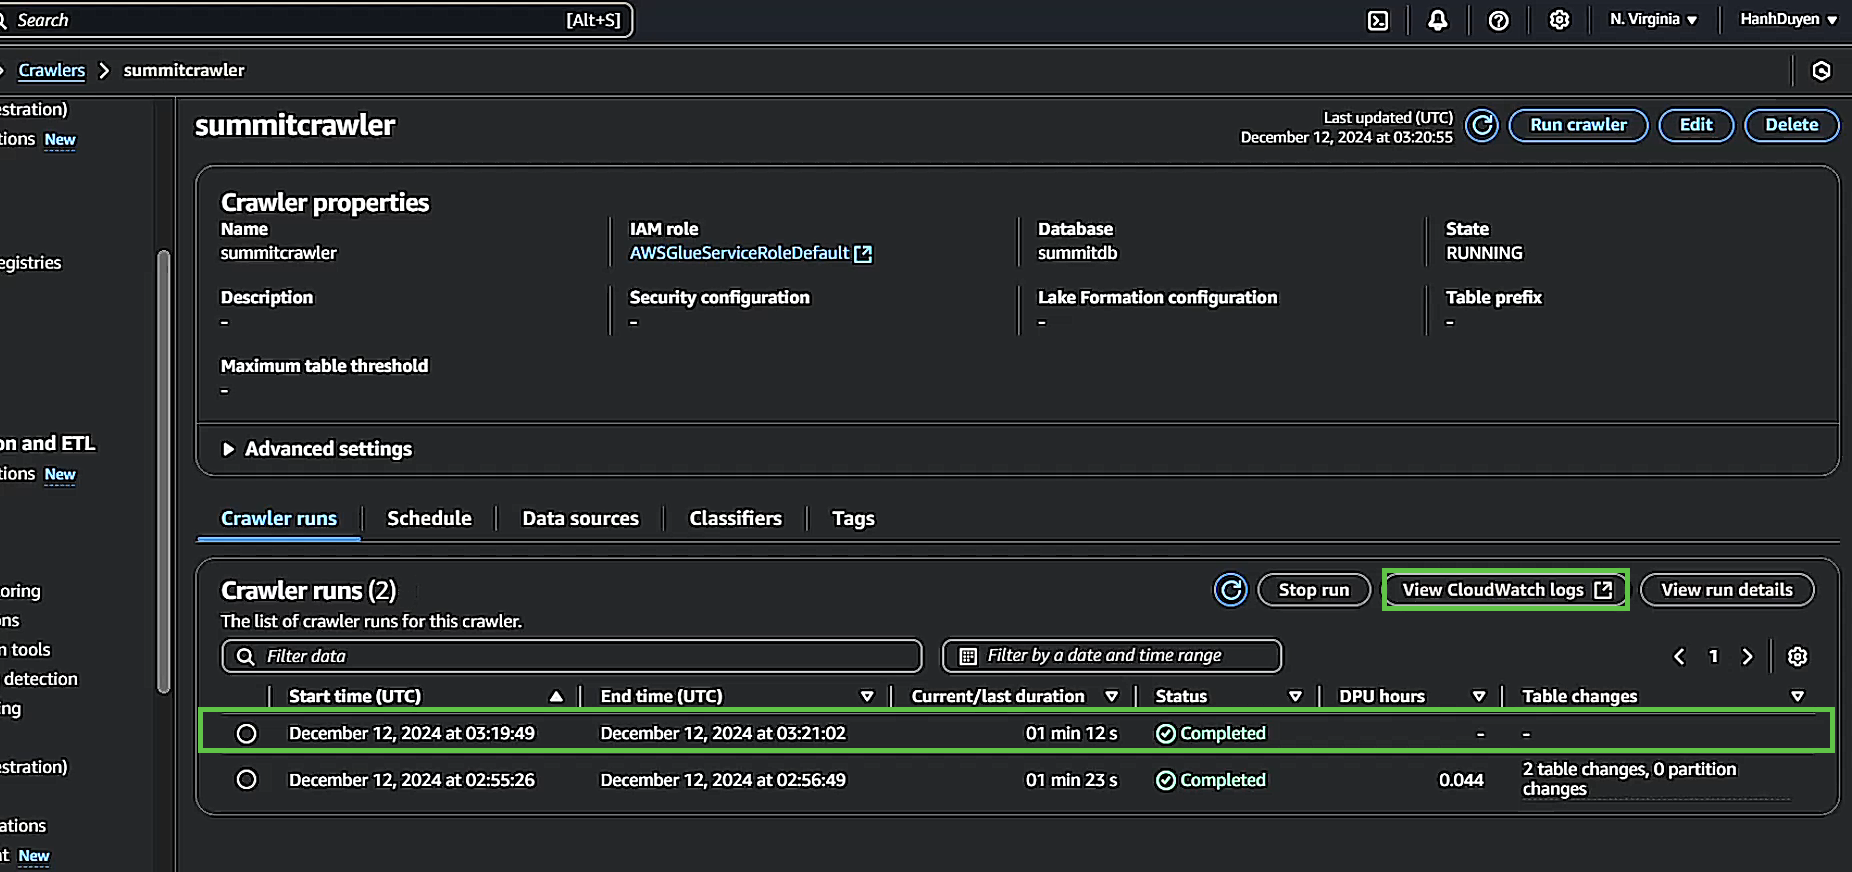 Search [Alt+S] N. Virginia HanhDuyen
Crawlers summitcrawler
estration)
tions New
egistries
on and ETL
tions New
oring
ons
n tools
detection
ing
estration)
ations
nt New
summitcrawler
Last updated (UTC)
December 12, 2024 at 03:20:55
Run crawler Edit Delete
Crawler properties
Name
summitcrawler
IAM role
AWSGlueServiceRoleDefault
Database
summitdb
State
RUNNING
Description
-
Security configuration
-
Lake Formation configuration
-
Table prefix
-
Maximum table threshold
-
Advanced settings
Crawler runs Schedule Data sources Classifiers Tags
Crawler runs (2)
Stop run View CloudWatch logs View run details
The list of crawler runs for this crawler.
Filter data Filter by a date and time range 1
Start time (UTC) End time (UTC) Current/last duration Status DPU hours Table changes
December 12, 2024 at 03:19:49 December 12, 2024 at 03:21:02 01 min 12 s Completed - -
December 12, 2024 at 02:55:26 December 12, 2024 at 02:56:49 01 min 23 s Completed 0.044 2 table changes, 0 partition
changes